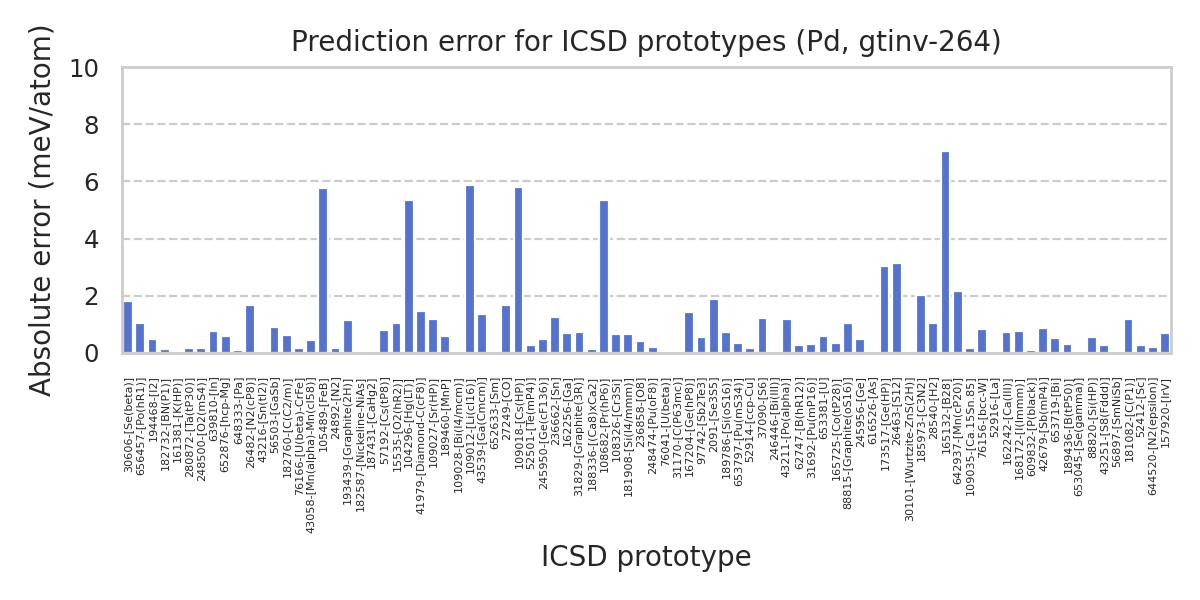 Prediction error for ICSD prototypes (Pd, gtinv-264)
Absolute error (meV/atom)
10
8
6
4
2
0
30606-[Se(beta)]
656457-[Po(hR1)]
194468-[I2]
182732-[BN(P1)]
161381-[K(HP)]
280872-[Ta(tP30)]
248500-[O2(mS4)]
639810-[In]
652876-[hcp-Mg]
64833-[Pa]
26482-[N2(cP8)]
43216-[Sn(tI2)]
56503-[GaSb]
182760-[C(C2/m)]
76166-[U(beta)-CrFe]
43058-[Mn(alpha)-Mn(cI58)]
105489-[FeB]
24892-[N2]
193439-[Graphite(2H)]
182587-[Nickeline-NiAs]
187431-[CaHg2]
57192-[Cs(tP8)]
15535-[O2(hR2)]
104296-[Hg(LT)]
41979-[Diamond-C(cF8)]
109027-[Sr(HP)]
189460-[MnP]
109028-[Bi(I4/mcm)]
109012-[Li(cI16)]
43539-[Ga(Cmcm)]
652633-[Sm]
27249-[CO]
109018-[Cs(HP)]
52501-[Te(mP4)]
245950-[Ge(cF136)]
236662-[Sn]
162256-[Ga]
31829-[Graphite(3R)]
188336-[(Ca8)xCa2]
108682-[Pr(hP6)]
108326-[Cr3Si]
181908-[Si(I4/mmm)]
236858-[O8]
248474-[Pu(oF8)]
76041-[U(beta)]
31170-[C(P63mc)]
167204-[Ge(hP8)]
97742-[Sb2Te3]
2091-[Se3S5]
189786-[Si(oS16)]
653797-[Pu(mS34)]
52914-[ccp-Cu]
37090-[S6]
246446-[Bi(III)]
43211-[Po(alpha)]
62747-[B(hR12)]
31692-[Pu(mP16)]
653381-[U]
165725-[Co(tP28)]
88815-[Graphite(oS16)]
245956-[Ge]
616526-[As]
173517-[Ge(HP)]
26463-[S12]
30101-[Wurtzite-ZnS(2H)]
185973-[C3N2]
28540-[H2]
165132-[B28]
642937-[Mn(cP20)]
109035-[Ca.15Sn.85]
76156-[bcc-W]
52916-[La]
162242-[Ca(III)]
168172-[I(Immm)]
609832-[P(black)]
42679-[Sb(mP4)]
653719-[Bi]
189436-[B(tP50)]
653045-[Se(gamma)]
88820-[Si(HP)]
43251-[S8(Fddd)]
56897-[SmNiSb]
181082-[C(P1)]
52412-[Sc]
644520-[N2(epsilon)]
157920-[IrV]
ICSD prototype